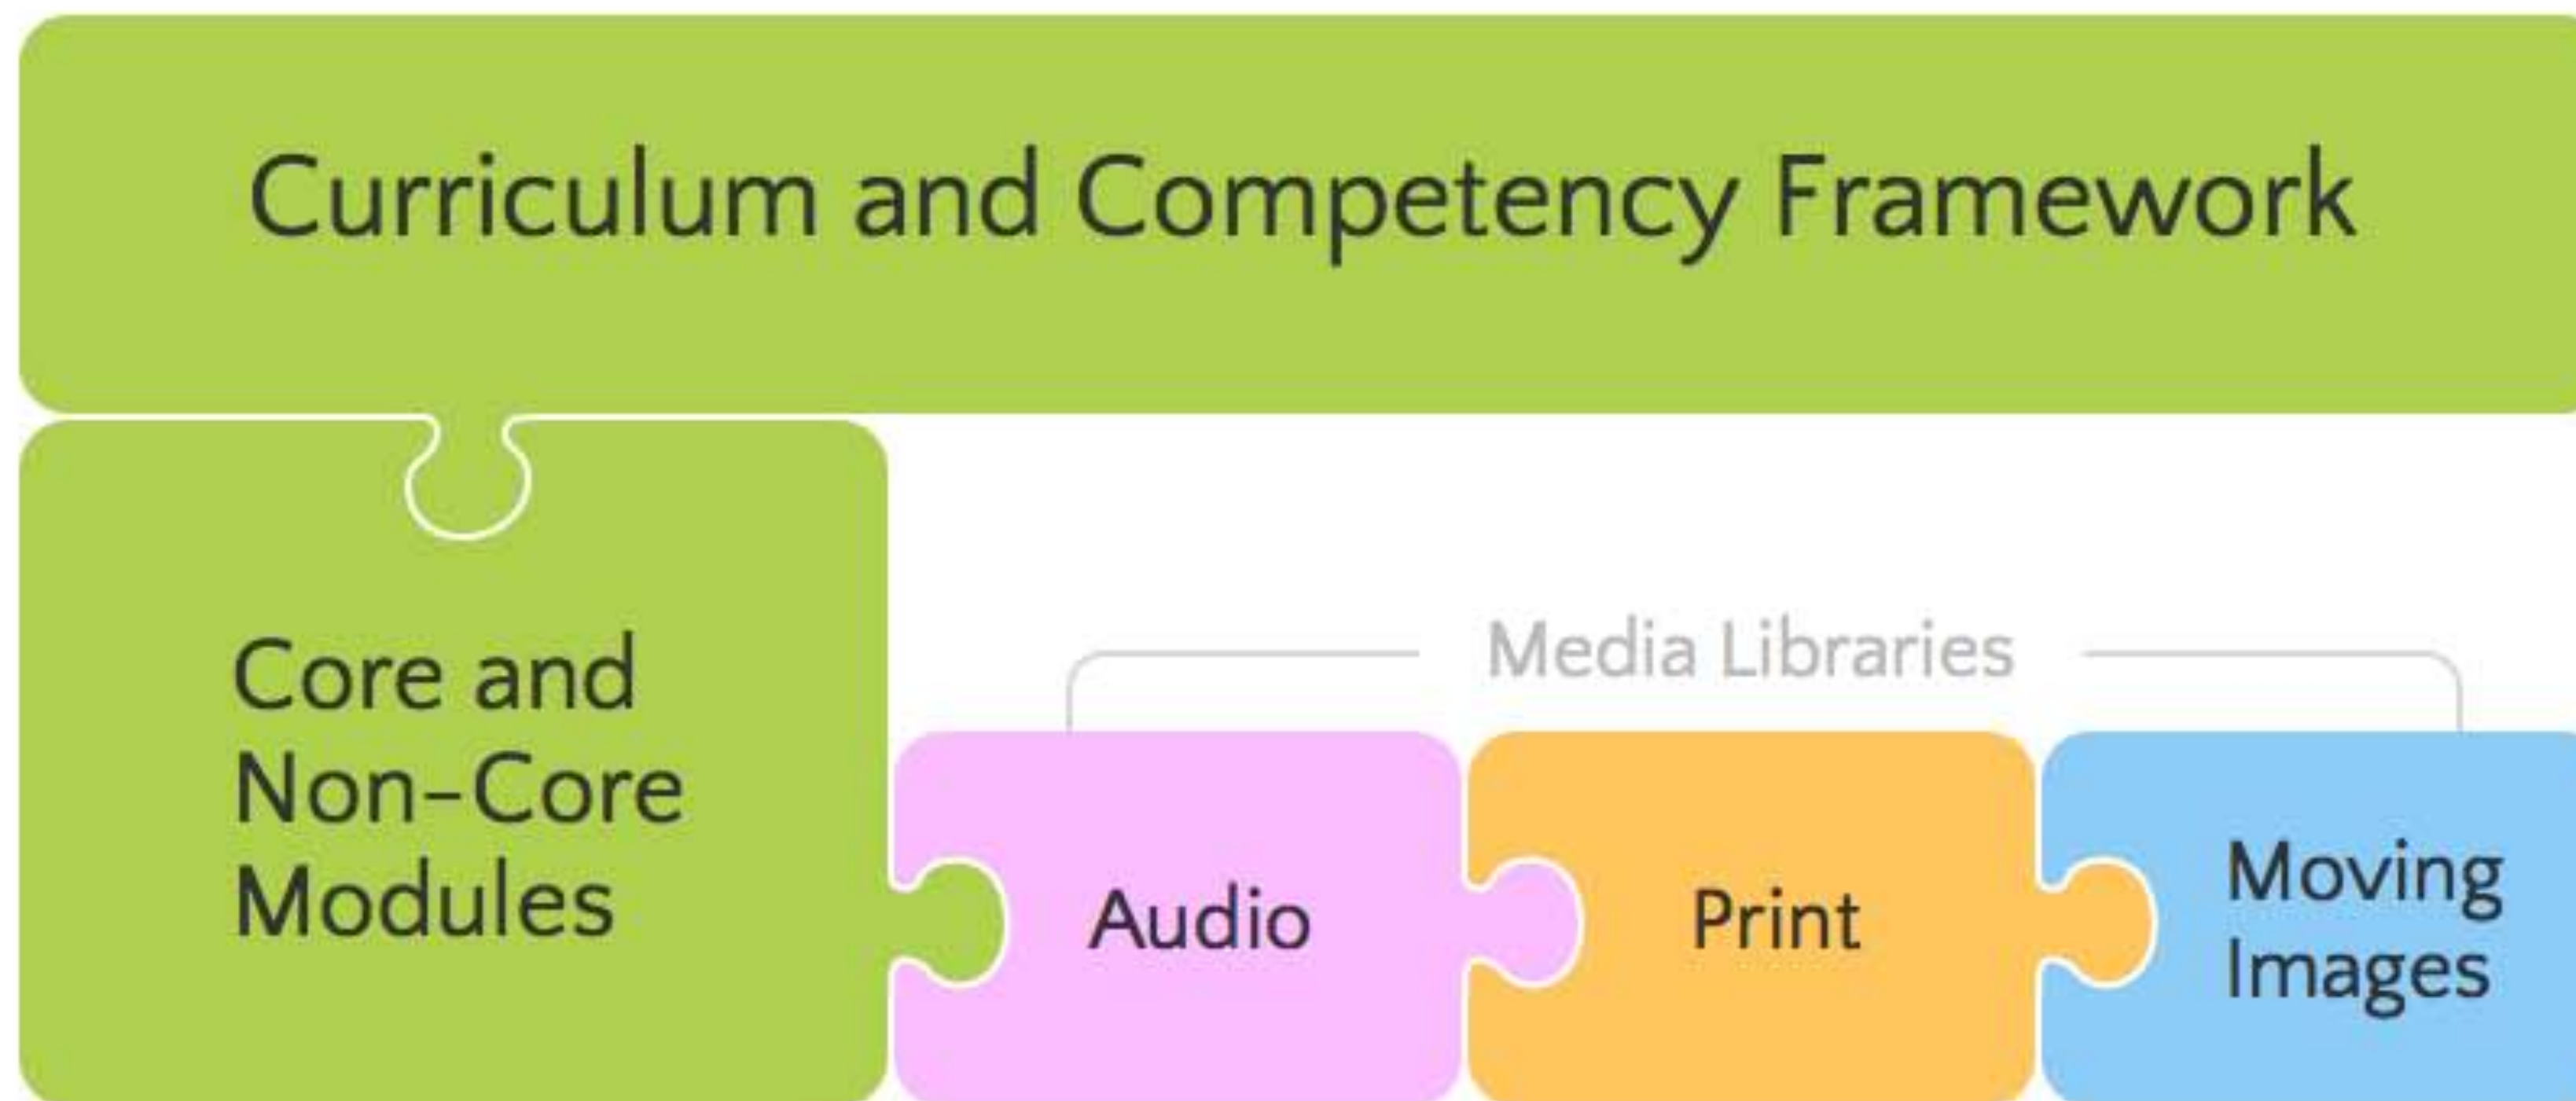 Curriculum and Competency Framework
Core and
Non-Core
Modules
Media Libraries
Audio
Print
Moving
Images